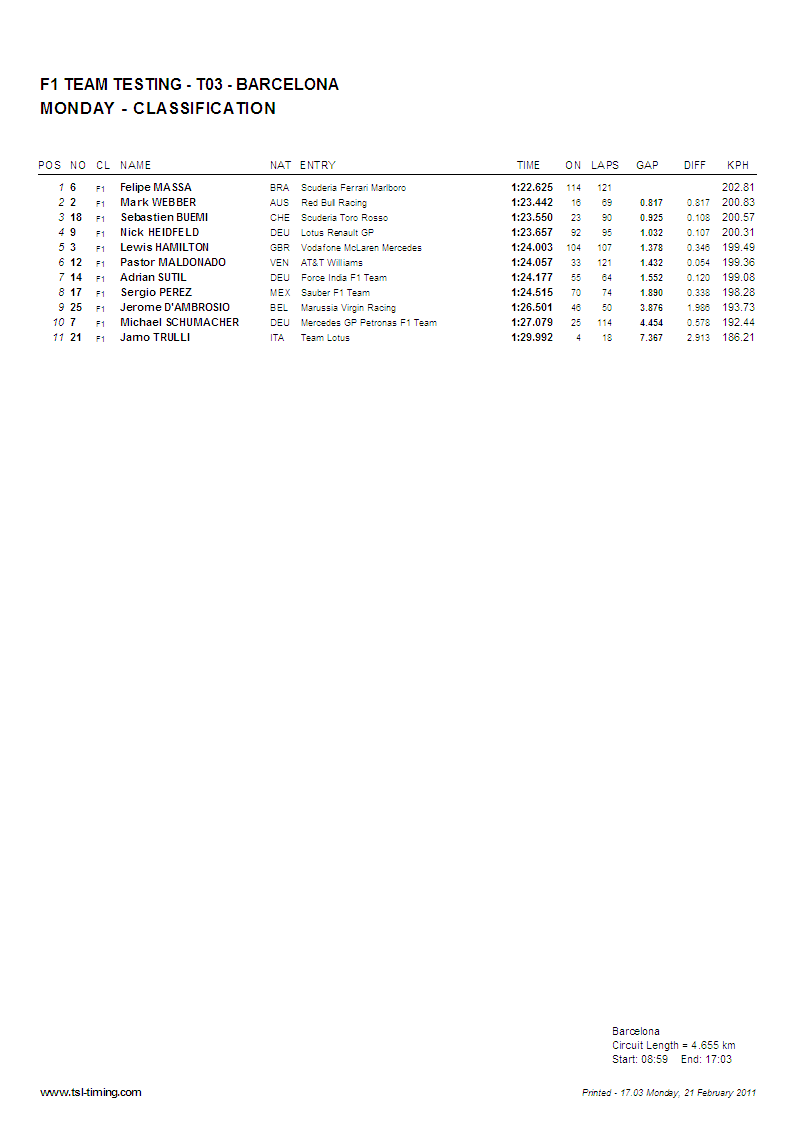 F1 TEAM TESTING - T03 - BARCELONA
MONDAY - CLASSIFICATION
POS NO CL NAME NAT ENTRY TIME ON LAPS GAP DIFF KPH
1 6 F1 Felipe MASSA BRA Scuderia Ferrari Marlboro 1:22.625 114 121 202.81
2 2 F1 Mark WEBBER AUS Red Bull Racing 1:23.442 16 69 0.817 0.817 200.83
3 18 F1 Sebastien BUEMI CHE Scuderia Toro Rosso 1:23.550 23 90 0.925 0.108 200.57
4 9 F1 Nick HEIDFELD DEU Lotus Renault GP 1:23.657 92 95 1.032 0.107 200.31
5 3 F1 Lewis HAMILTON GBR Vodafone McLaren Mercedes 1:24.003 104 107 1.378 0.346 199.49
6 12 F1 Pastor MALDONADO VEN AT&T Williams 1:24.057 33 121 1.432 0.054 199.36
7 14 F1 Adrian SUTIL DEU Force India F1 Team 1:24.177 55 64 1.552 0.120 199.08
8 17 F1 Sergio PEREZ MEX Sauber F1 Team 1:24.515 70 74 1.890 0.338 198.28
9 25 F1 Jerome D'AMBROSIO BEL Marussia Virgin Racing 1:26.501 46 50 3.876 1.986 193.73
10 7 F1 Michael SCHUMACHER DEU Mercedes GP Petronas F1 Team 1:27.079 25 114 4.454 0.578 192.44
11 21 F1 Jarno TRULLI ITA Team Lotus 1:29.992 4 18 7.367 2.913 186.21
Barcelona
Circuit Length = 4.655 km
Start: 08:59 End: 17:03
www.tsl-timing.com Printed - 17.03 Monday, 21 February 2011